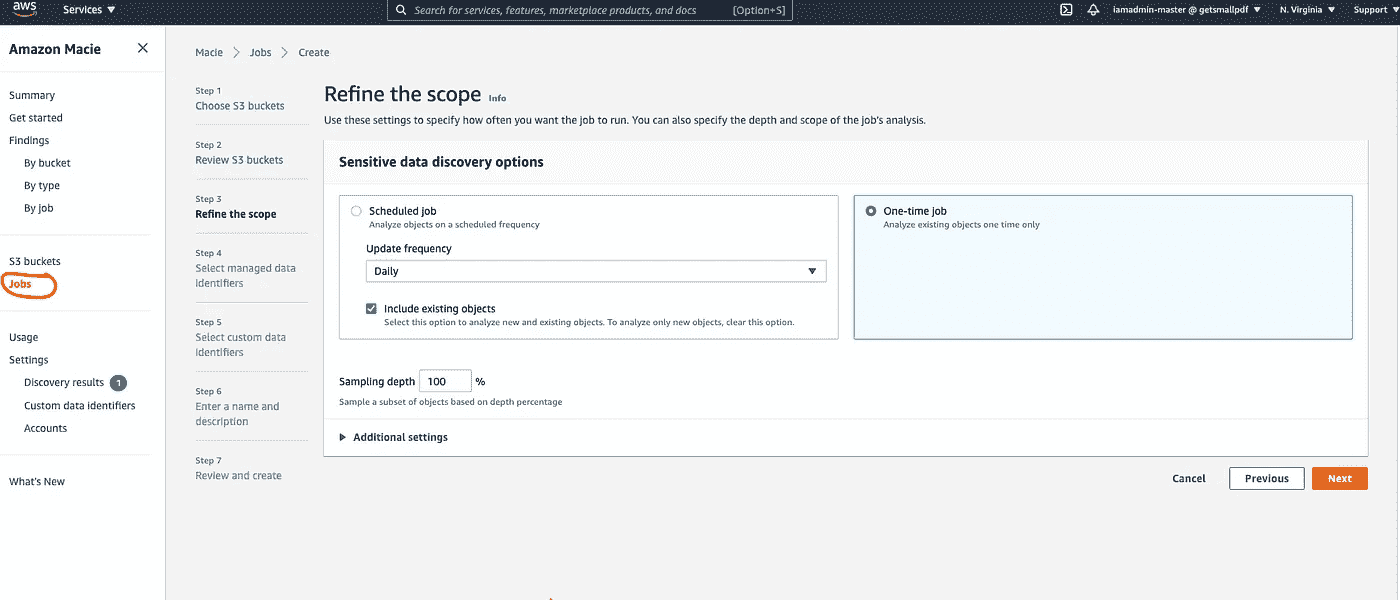 aws
Services
Search for services, features, marketplace products, and docs [Option+S]
iamadmin-master @ getsmallpdf
N. Virginia
Support
Amazon Macie
Summary
Get started
Findings
By bucket
By type
By job
S3 buckets
Jobs
Usage
Settings
Discovery results 1
Custom data identifiers
Accounts
What's New
Macie > Jobs > Create
Step 1
Choose S3 buckets
Step 2
Review S3 buckets
Step 3
Refine the scope
Step 4
Select managed data
identifiers
Step 5
Select custom data
identifiers
Step 6
Enter a name and
description
Step 7
Review and create
Refine the scope Info
Use these settings to specify how often you want the job to run. You can also specify the depth and scope of the job's analysis.
Sensitive data discovery options
Scheduled job
Analyze objects on a scheduled frequency
Update frequency
Daily
Include existing objects
Select this option to analyze new and existing objects. To analyze only new objects, clear this option.
One-time job
Analyze existing objects one time only
Sampling depth 100 %
Sample a subset of objects based on depth percentage
Additional settings
Cancel
Previous
Next